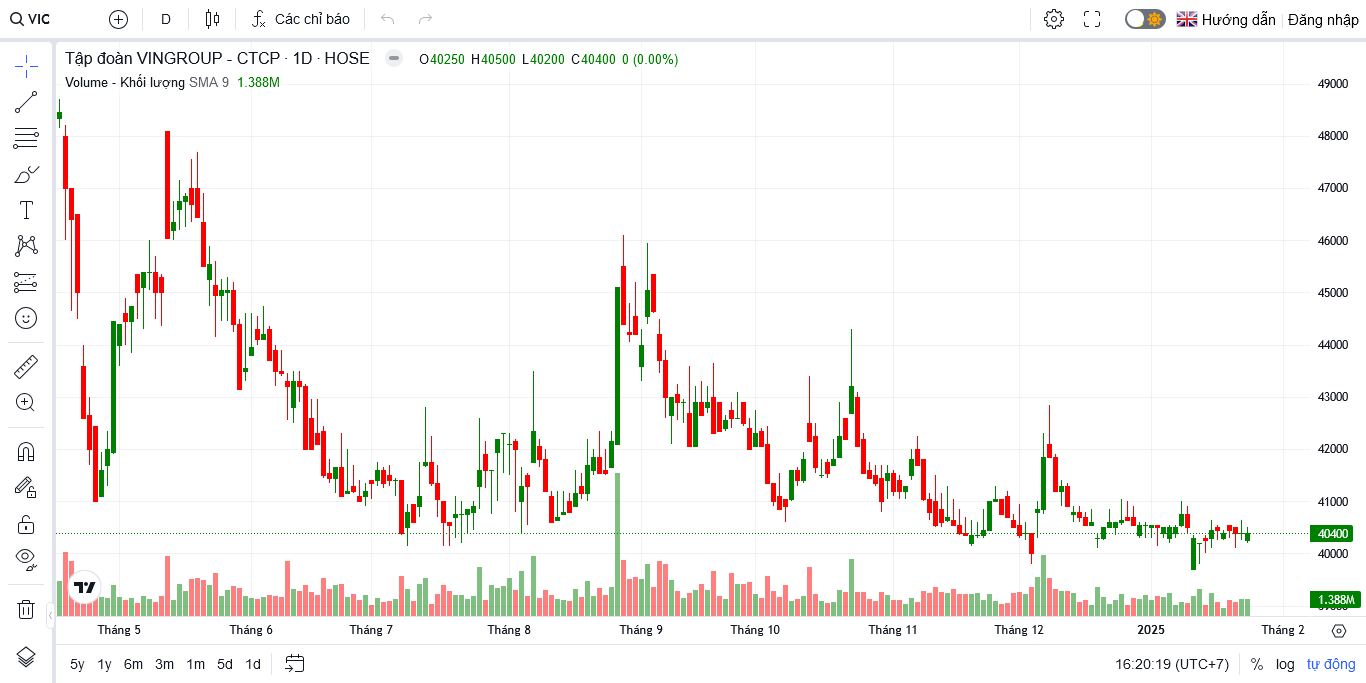 VIC D Các chỉ báo Hướng dẫn Đăng nhập
Tập đoàn VINGROUP - CTCP · 1D · HOSE O40250 H40500 L40200 C40400 0 (0.00%)
Volume - Khối lượng SMA 9 1.388M
49000
48000
47000
46000
45000
44000
43000
42000
41000
40400
40000
1.388M
Tháng 5 Tháng 6 Tháng 7 Tháng 8 Tháng 9 Tháng 10 Tháng 11 Tháng 12 2025 Tháng 2
5y 1y 6m 3m 1m 5d 1d 16:20:19 (UTC+7) % log tự động